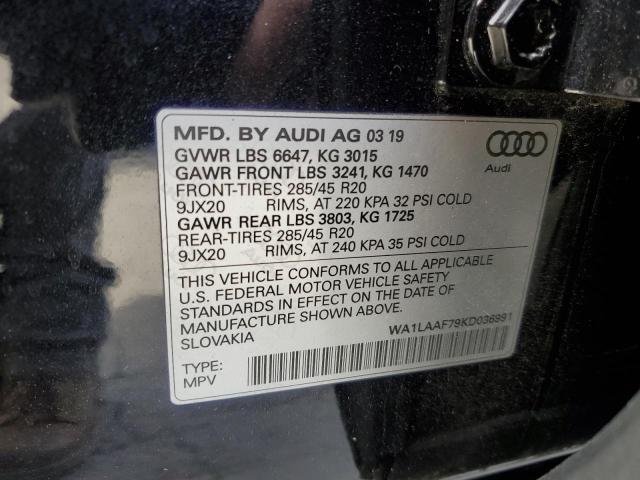 MFD. BY AUDI AG 03 19
GVWR LBS 6647, KG 3015
GAWR FRONT LBS 3241, KG 1470
FRONT-TIRES 285/45 R20
9JX20 RIMS, AT 220 KPA 32 PSI COLD
GAWR REAR LBS 3803, KG 1725
REAR-TIRES 285/45 R20
9JX20 RIMS, AT 240 KPA 35 PSI COLD
Audi
THIS VEHICLE CONFORMS TO ALL APPLICABLE
U.S. FEDERAL MOTOR VEHICLE SAFETY
STANDARDS IN EFFECT ON THE DATE OF
MANUFACTURE SHOWN ABOVE.
SLOVAKIA
WA1LAAF79KD036991
TYPE:
MPV